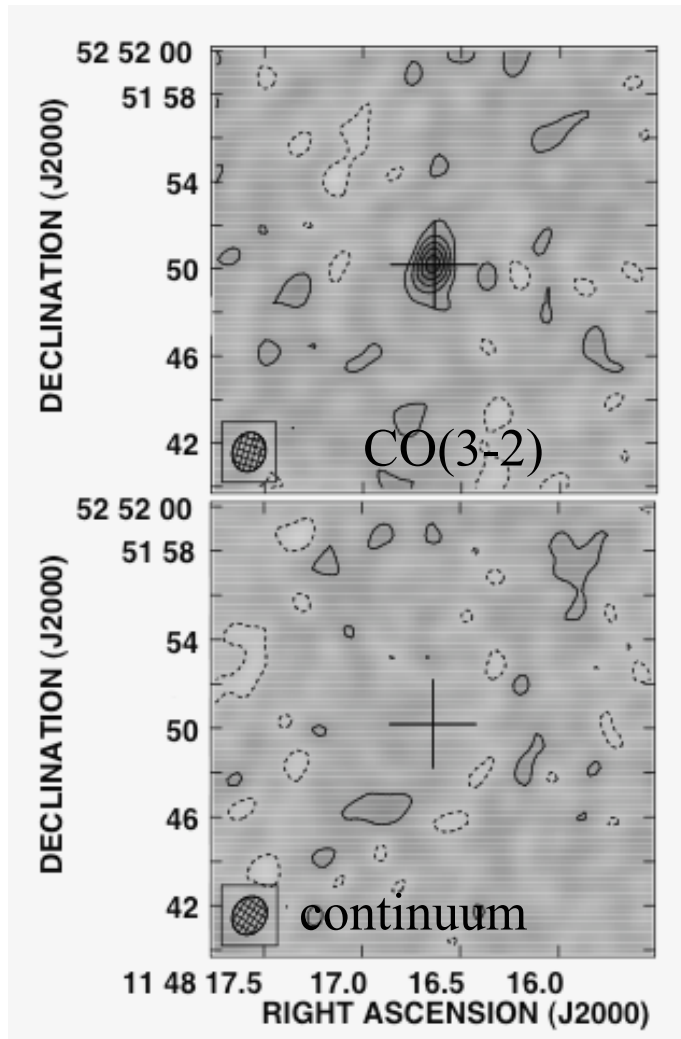 DECLINATION (J2000)
52 52 00
51 58
54
50
46
42
CO(3-2)
DECLINATION (J2000)
52 52 00
51 58
54
50
46
42
continuum
11 48 17.5 17.0 16.5 16.0
RIGHT ASCENSION (J2000)